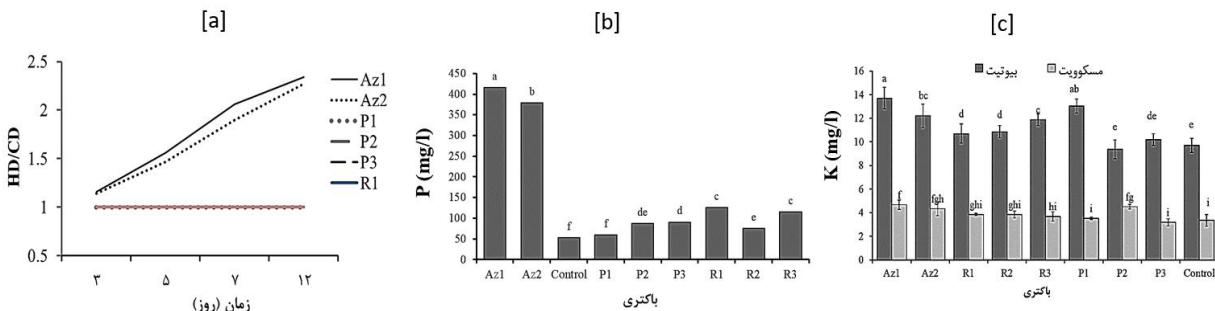 [a]
HD/CD
2.5
2
1.5
1
0.5
۳ ۵ ۷ ۱۲
زمان (روز)
Az1
Az2
P1
P2
P3
R1
[b]
P (mg/l)
450
400
350
300
250
200
150
100
50
0
a b f f de d c e c
Az1 Az2 Control P1 P2 P3 R1 R2 R3
باکتری
[c]
بیوتیت مسکوویت
K (mg/l)
16
14
12
10
8
6
4
2
0
a bc d d c ab e de e
f fgh ghi ghi hi i fg i i
Az1 Az2 R1 R2 R3 P1 P2 P3 Control
باکتری